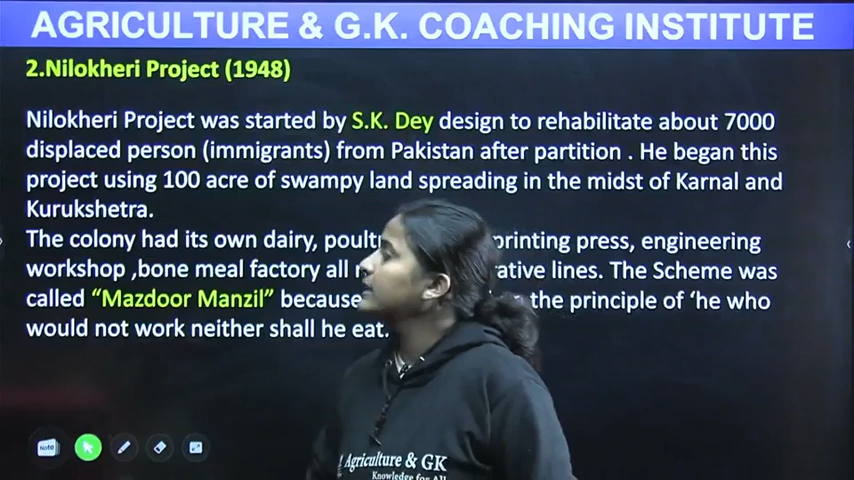 AGRICULTURE & G.K. COACHING INSTITUTE
2.Nilokheri Project (1948)
Nilokheri Project was started by S.K. Dey design to rehabilitate about 7000
displaced person (immigrants) from Pakistan after partition . He began this
project using 100 acre of swampy land spreading in the midst of Karnal and
Kurukshetra.
The colony had its own dairy, printing press, engineering
workshop ,bone meal factory all lines. The Scheme was
called “Mazdoor Manzil” because the principle of ‘he who
would not work neither shall he eat.
Note
Agriculture & GK
Knowledge for All